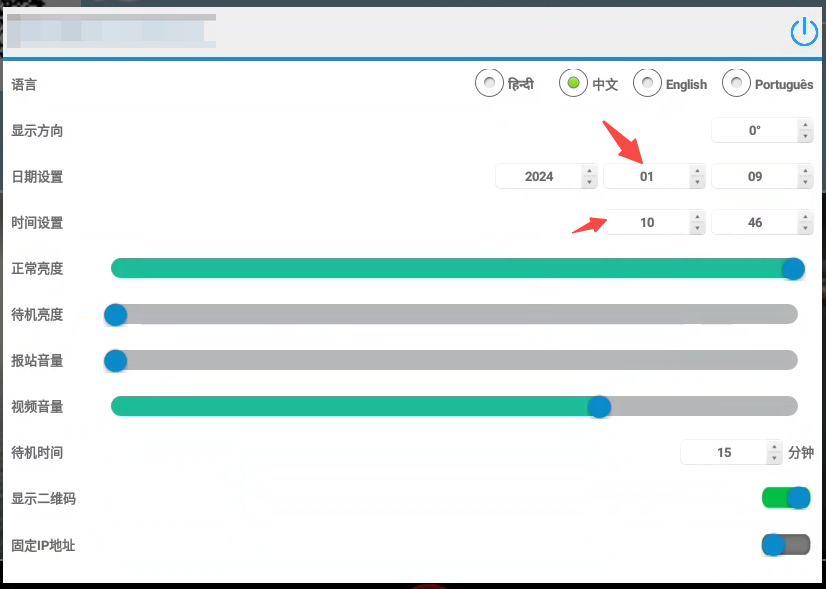 语言 हिन्दी 中文 English Português
显示方向 0°
日期设置 2024 01 09
时间设置 10 46
正常亮度
待机亮度
报站音量
视频音量
待机时间 15 分钟
显示二维码
固定IP地址